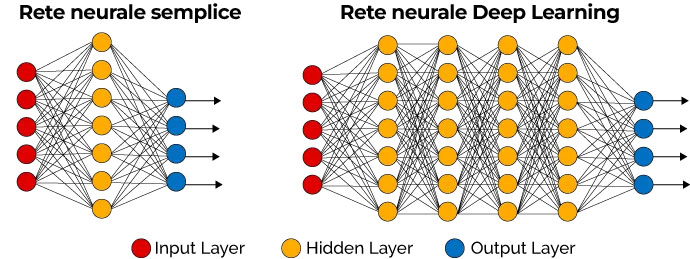 Rete neurale semplice
Rete neurale Deep Learning
Input Layer
Hidden Layer
Output Layer